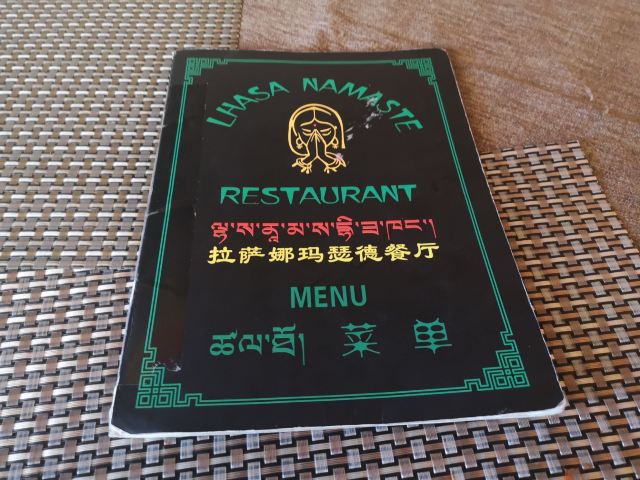 LHASA NAMASTE
RESTAURANT
ལྷ་ས་ན་མ་ས་ཏེ་ཟ་ཁང་།
拉萨娜玛瑟德餐厅
MENU
ཚལ་ཐོ། 菜 单